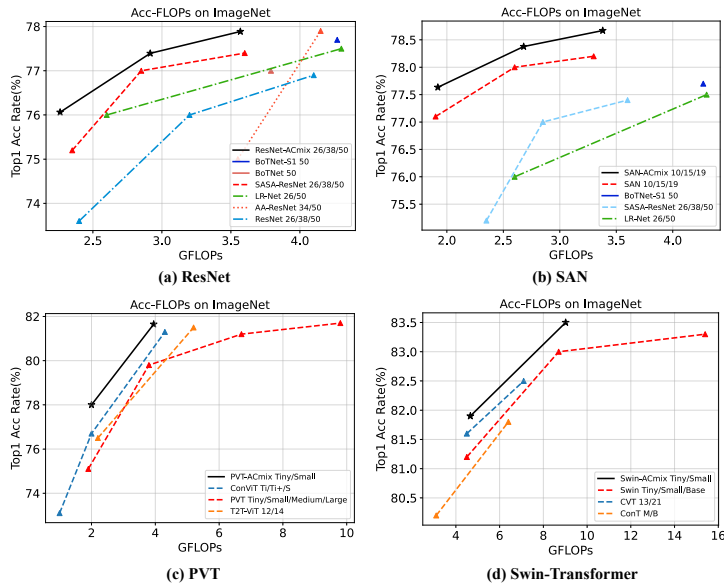 Acc-FLOPs on ImageNet
Top1 Acc Rate(%)
78
77
76
75
74
ResNet-ACmix 26/38/50
BoTNet-S1 50
BoTNet 50
SASA-ResNet 26/38/50
LR-Net 26/50
AA-ResNet 34/50
ResNet 26/38/50
2.5 3.0 3.5 4.0
GFLOPs
(a) ResNet
Acc-FLOPs on ImageNet
Top1 Acc Rate(%)
78.5
78.0
77.5
77.0
76.5
76.0
75.5
SAN-ACmix 10/15/19
SAN 10/15/19
BoTNet-S1 50
SASA-ResNet 26/38/50
LR-Net 26/50
2.0 2.5 3.0 3.5 4.0
GFLOPs
(b) SAN
Acc-FLOPs on ImageNet
Top1 Acc Rate(%)
82
80
78
76
74
PVT-ACmix Tiny/Small
ConViT Ti/Ti+/S
PVT Tiny/Small/Medium/Large
T2T-ViT 12/14
2 4 6 8 10
GFLOPs
(c) PVT
Acc-FLOPs on ImageNet
Top1 Acc Rate(%)
83.5
83.0
82.5
82.0
81.5
81.0
80.5
Swin-ACmix Tiny/Small
Swin Tiny/Small/Base
CVT 13/21
ConT M/B
4 6 8 10 12 14 16
GFLOPs
(d) Swin-Transformer